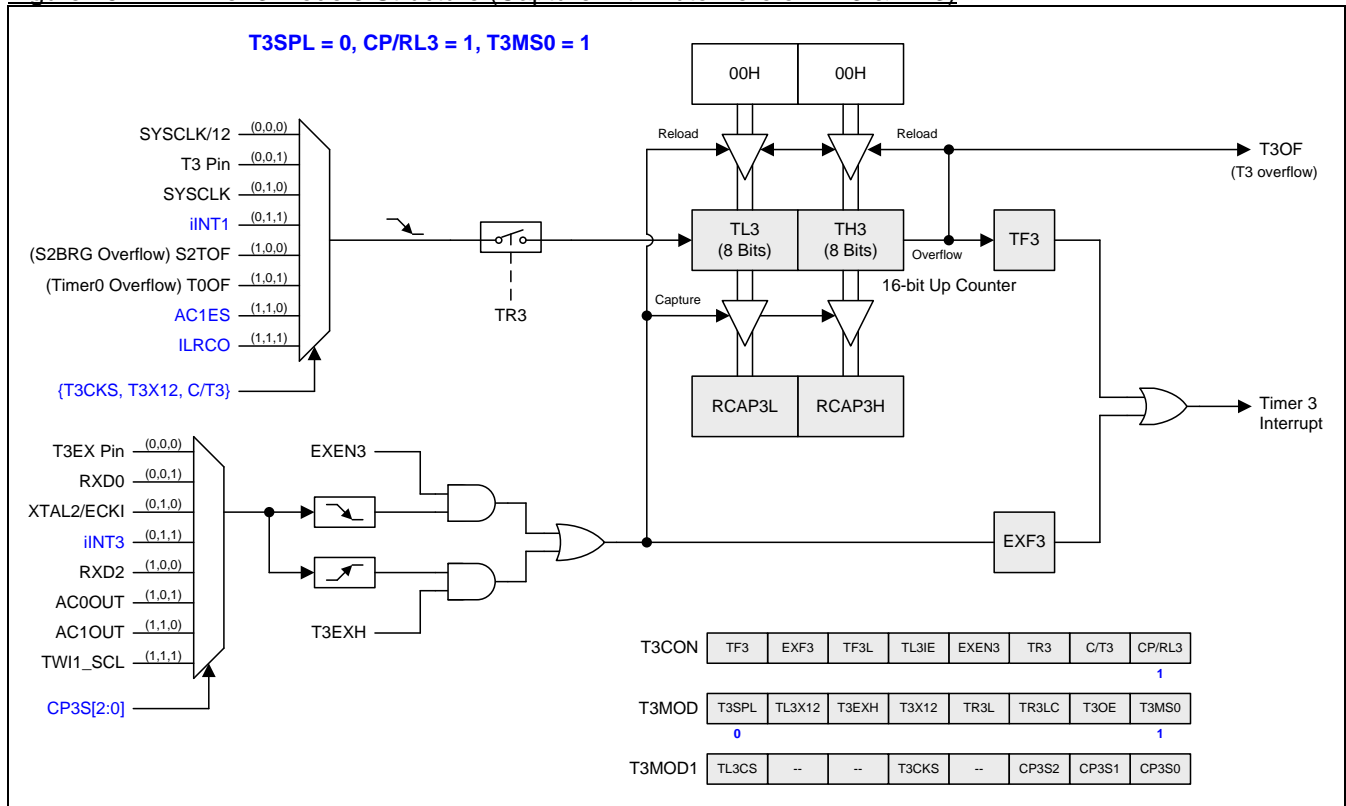 T3SPL = 0, CP/RL3 = 1, T3MS0 = 1
00H 00H
SYSCLK/12 (0,0,0)
T3 Pin (0,0,1)
SYSCLK (0,1,0)
iINT1 (0,1,1)
(S2BRG Overflow) S2TOF (1,0,0)
(Timer0 Overflow) T0OF (1,0,1)
AC1ES (1,1,0)
ILRCO (1,1,1)
{T3CKS, T3X12, C/T3}
TR3
Reload
Reload
T3OF
(T3 overflow)
TL3
(8 Bits)
TH3
(8 Bits)
Overflow
TF3
16-bit Up Counter
Capture
RCAP3L RCAP3H
Timer 3
Interrupt
T3EX Pin (0,0,0)
RXD0 (0,0,1)
XTAL2/ECKI (0,1,0)
iINT3 (0,1,1)
RXD2 (1,0,0)
AC0OUT (1,0,1)
AC1OUT (1,1,0)
TWI1_SCL (1,1,1)
CP3S[2:0]
EXEN3
T3EXH
EXF3
T3CON TF3 EXF3 TF3L TL3IE EXEN3 TR3 C/T3 CP/RL3
1
T3MOD T3SPL TL3X12 T3EXH T3X12 TR3L TR3LC T3OE T3MS0
0 1
T3MOD1 TL3CS -- -- T3CKS -- CP3S2 CP3S1 CP3S0